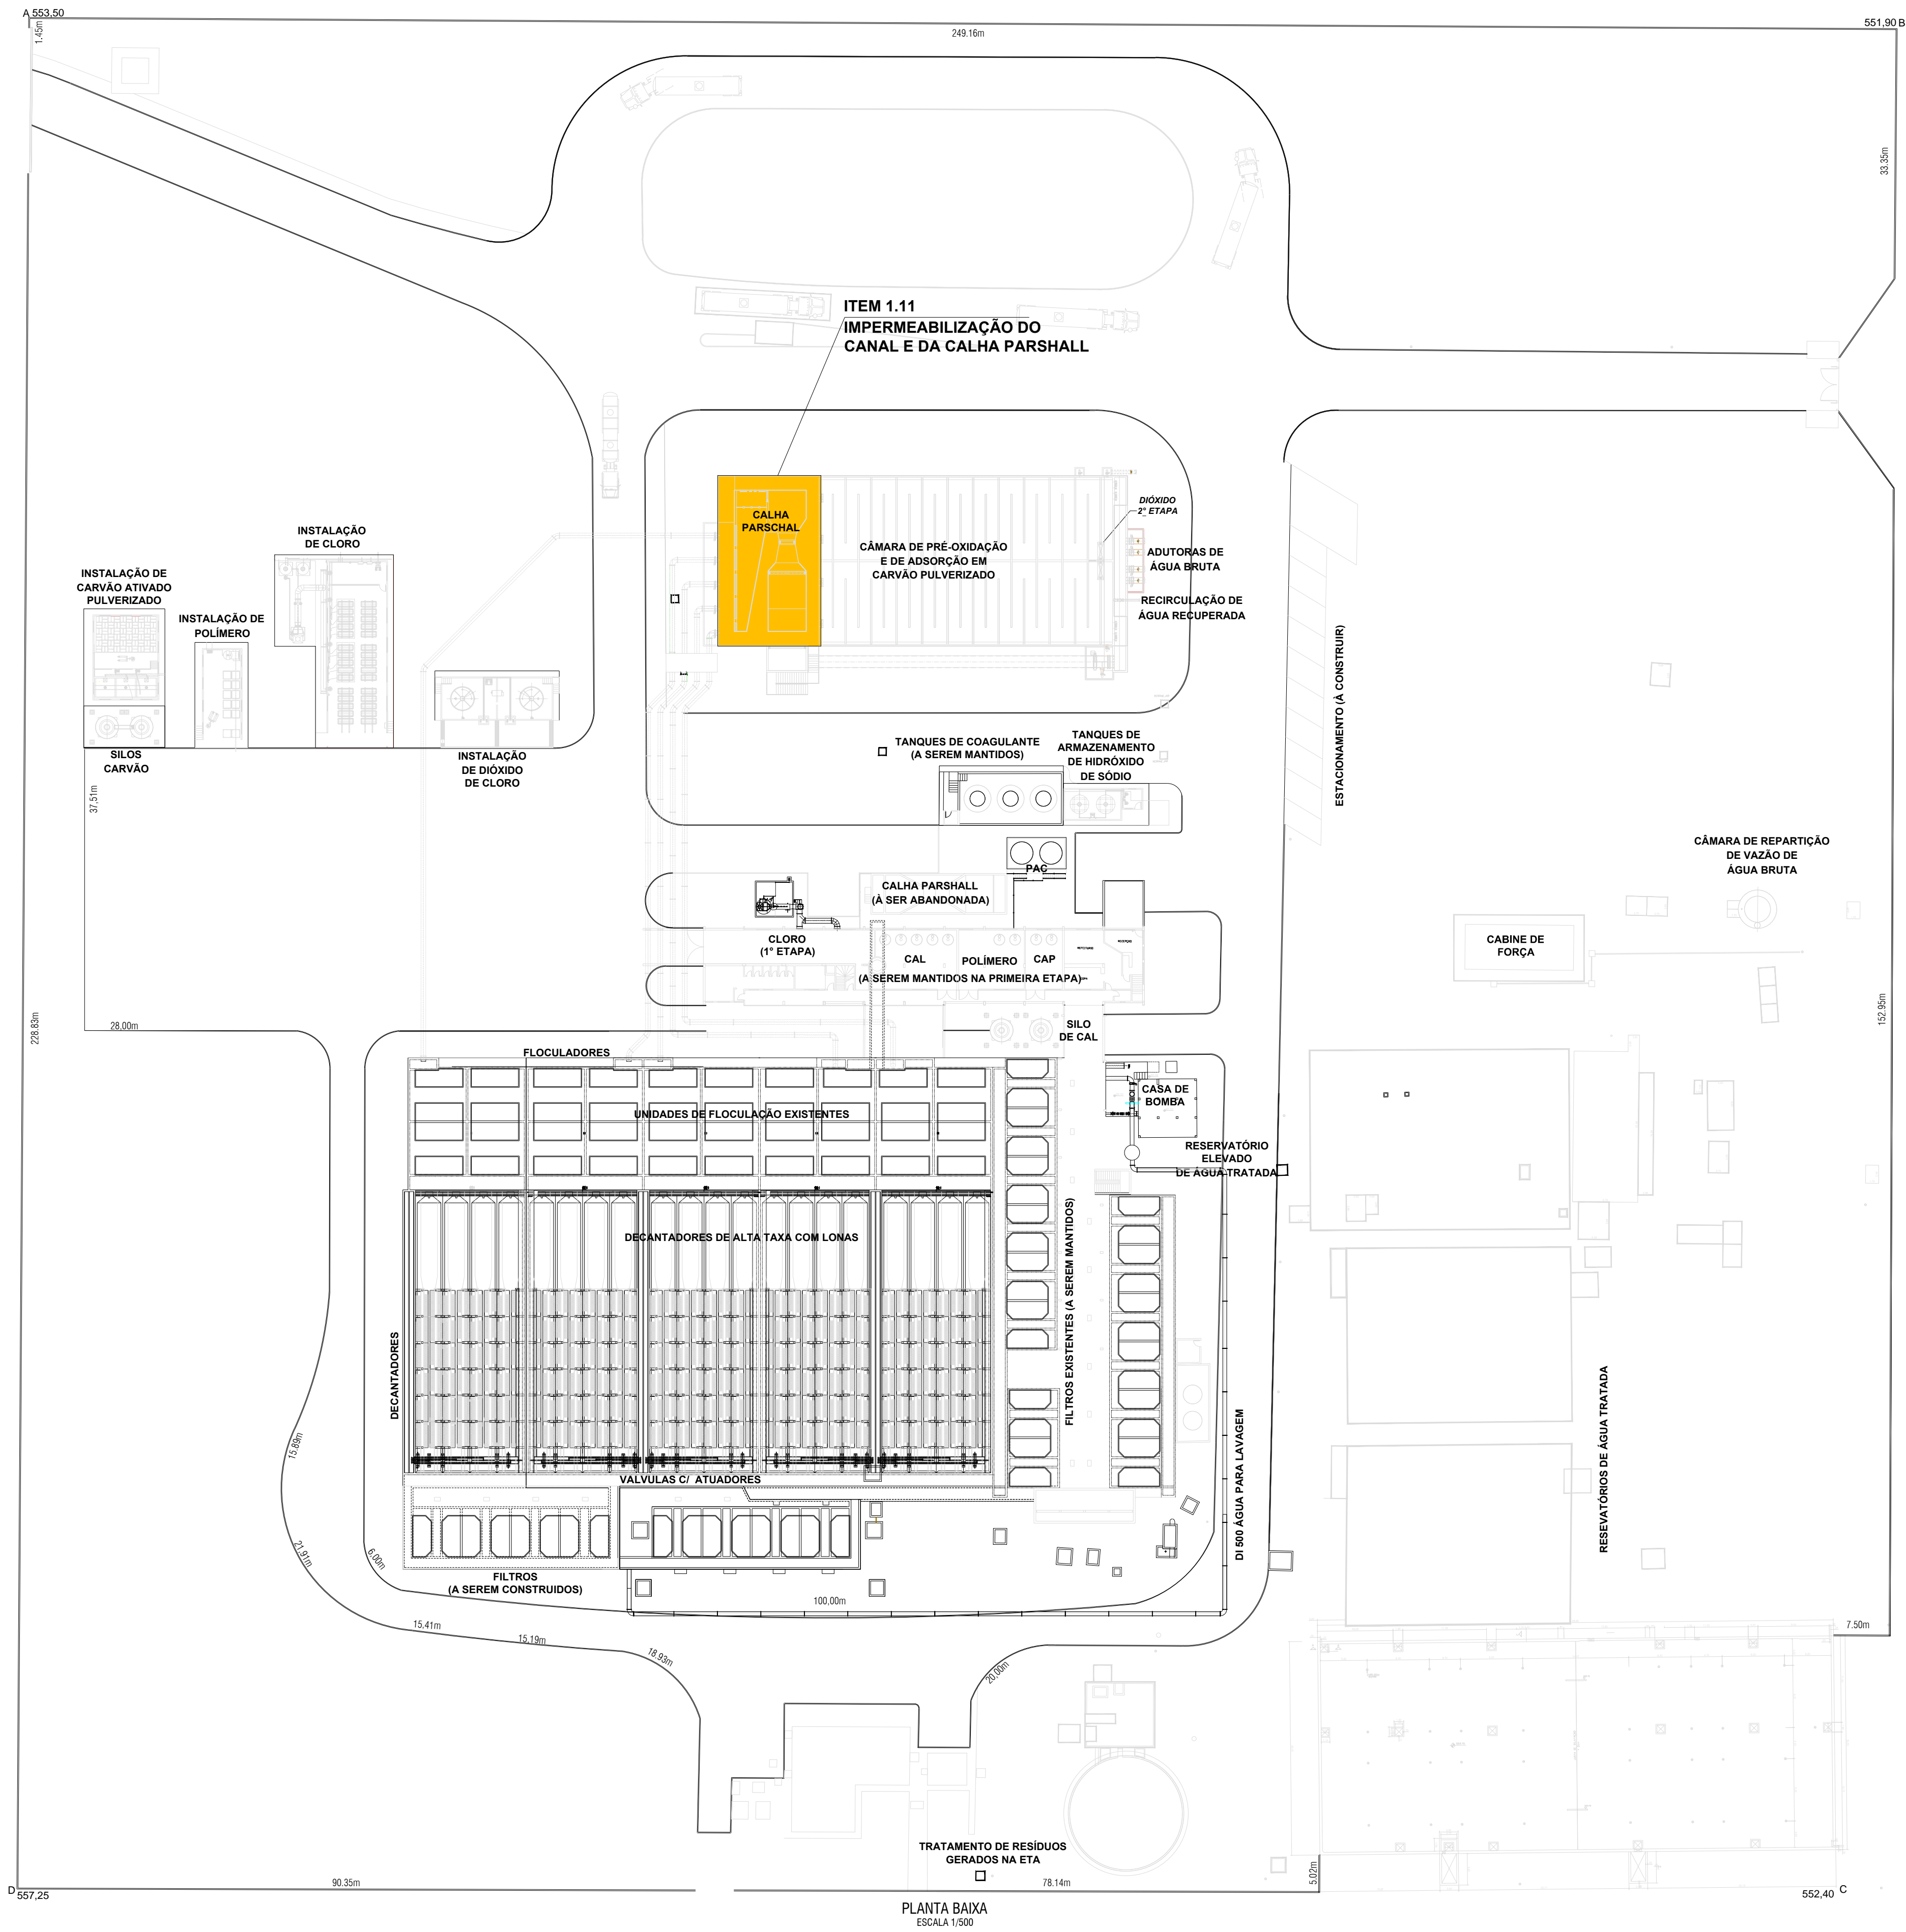 A 553,50
551,90 B
1,45m
249.16m
33.35m
ITEM 1.11
IMPERMEABILIZAÇÃO DO
CANAL E DA CALHA PARSHALL
CALHA
PARSCHAL
CÂMARA DE PRÉ-OXIDAÇÃO
E DE ADSORÇÃO EM
CARVÃO PULVERIZADO
DIÓXIDO
2° ETAPA
ADUTORAS DE
ÁGUA BRUTA
RECIRCULAÇÃO DE
ÁGUA RECUPERADA
INSTALAÇÃO
DE CLORO
INSTALAÇÃO DE
CARVÃO ATIVADO
PULVERIZADO
INSTALAÇÃO DE
POLÍMERO
SILOS
CARVÃO
INSTALAÇÃO
DE DIÓXIDO
DE CLORO
37,51m
ESTACIONAMENTO (À CONSTRUIR)
TANQUES DE COAGULANTE
(A SEREM MANTIDOS)
TANQUES DE
ARMAZENAMENTO
DE HIDRÓXIDO
DE SÓDIO
PAC
CALHA PARSHALL
(À SER ABANDONADA)
CLORO
(1° ETAPA)
CAL
POLÍMERO
CAP
(A SEREM MANTIDOS NA PRIMEIRA ETAPA)
SILO
DE CAL
CÂMARA DE REPARTIÇÃO
DE VAZÃO DE
ÁGUA BRUTA
CABINE DE
FORÇA
228.83m
28,00m
152.95m
FLOCULADORES
UNIDADES DE FLOCULAÇÃO EXISTENTES
CASA DE
BOMBA
RESERVATÓRIO
ELEVADO
DE ÁGUA TRATADA
DECANTADORES DE ALTA TAXA COM LONAS
DECANTADORES
FILTROS EXISTENTES (A SEREM MANTIDOS)
DI 500 ÁGUA PARA LAVAGEM
RESEVATÓRIOS DE ÁGUA TRATADA
VALVULAS C/ ATUADORES
15,89m
21,91m
6,00m
FILTROS
(A SEREM CONSTRUIDOS)
100,00m
15,41m
15,19m
18,93m
20,00m
7.50m
TRATAMENTO DE RESÍDUOS
GERADOS NA ETA
5.02m
90.35m
78.14m
D 557,25
552,40 C
PLANTA BAIXA
ESCALA 1/500